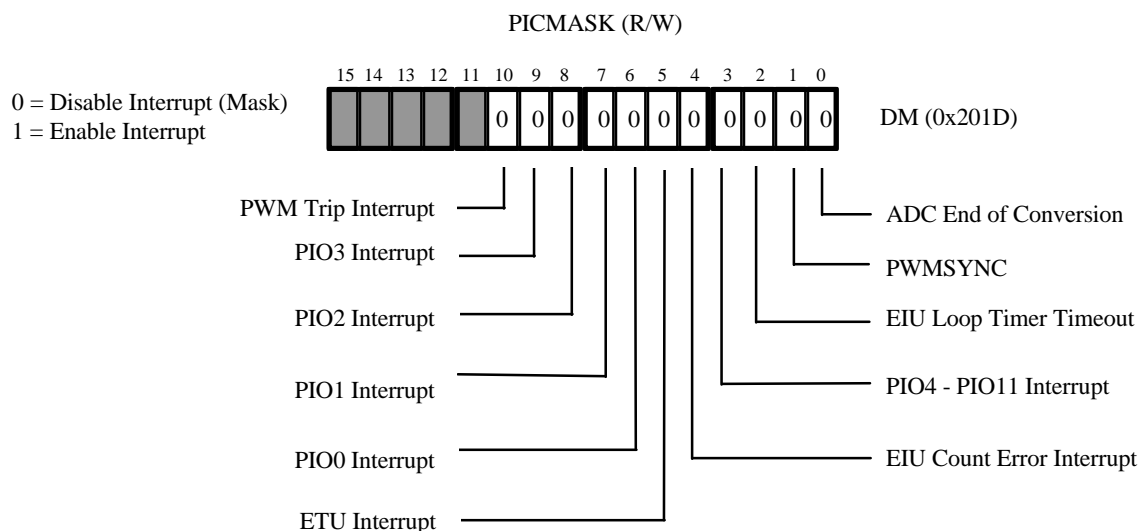 PICMASK (R/W)
15 14 13 12 11 10 9 8 7 6 5 4 3 2 1 0
0 = Disable Interrupt (Mask)
1 = Enable Interrupt
0 0 0 0 0 0 0 0 0 0 0
DM (0x201D)
PWM Trip Interrupt
PIO3 Interrupt
PIO2 Interrupt
PIO1 Interrupt
PIO0 Interrupt
ETU Interrupt
ADC End of Conversion
PWMSYNC
EIU Loop Timer Timeout
PIO4 - PIO11 Interrupt
EIU Count Error Interrupt